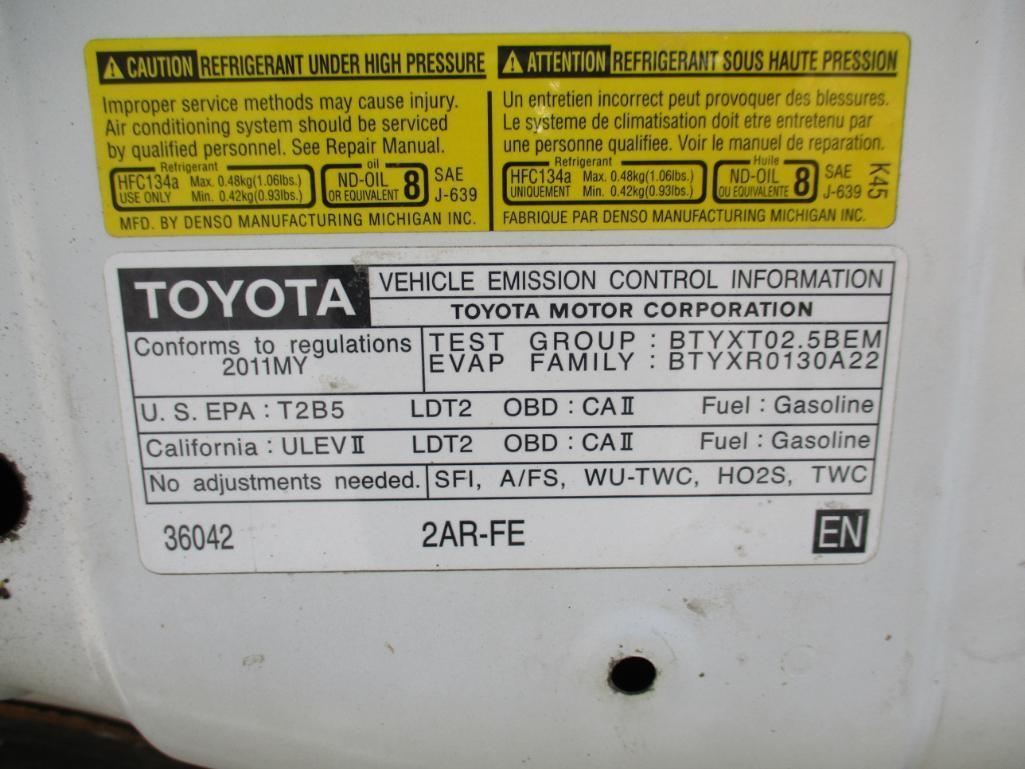 CAUTION REFRIGERANT UNDER HIGH PRESSURE
Improper service methods may cause injury.
Air conditioning system should be serviced
by qualified personnel. See Repair Manual.
Refrigerant
HFC134a Max. 0.48kg(1.06lbs.)
USE ONLY Min. 0.42kg(0.93lbs.)
oil
ND-OIL 8
OR EQUIVALENT
SAE
J-639
MFD. BY DENSO MANUFACTURING MICHIGAN INC.
ATTENTION REFRIGERANT SOUS HAUTE PRESSION
Un entretien incorrect peut provoquer des blessures.
Le systeme de climatisation doit etre entretenu par
une personne qualifiee. Voir le manuel de reparation.
Refrigerant
HFC134a Max. 0.48kg(1.06lbs.)
UNIQUEMENT Min. 0.42kg(0.93lbs.)
Huile
ND-OIL 8
OU EQUIVALENTE
SAE
J-639
K45
FABRIQUE PAR DENSO MANUFACTURING MICHIGAN INC.
TOYOTA
VEHICLE EMISSION CONTROL INFORMATION
TOYOTA MOTOR CORPORATION
Conforms to regulations
2011MY
TEST GROUP : BTYXT02.5BEM
EVAP FAMILY : BTYXR0130A22
U. S. EPA : T2B5 LDT2 OBD : CAⅡ Fuel : Gasoline
California : ULEVⅡ LDT2 OBD : CAⅡ Fuel : Gasoline
No adjustments needed. SFI, A/FS, WU-TWC, HO2S, TWC
36042 2AR-FE EN